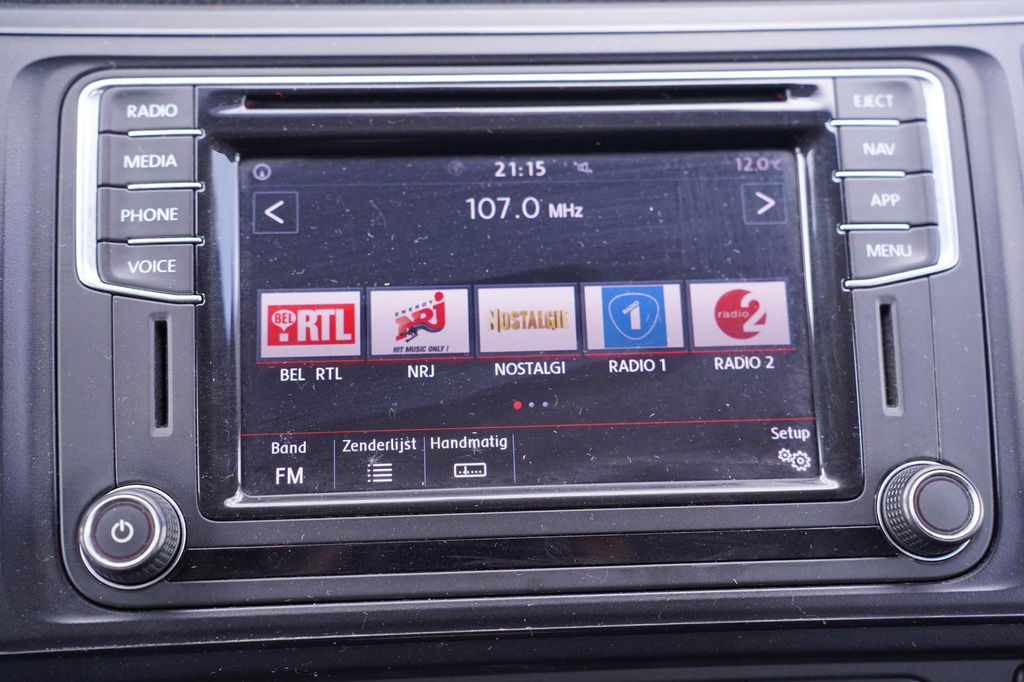 RADIO
MEDIA
PHONE
VOICE
EJECT
NAV
APP
MENU
21:15
12.0°C
<
107.0 MHz
>
BEL RTL
ENERGY
NRJ
HIT MUSIC ONLY !
NOSTALGIE
RADIO
1
radio 2
BEL RTL
NRJ
NOSTALGI
RADIO 1
RADIO 2
Band
FM
Zenderlijst
Handmatig
Setup